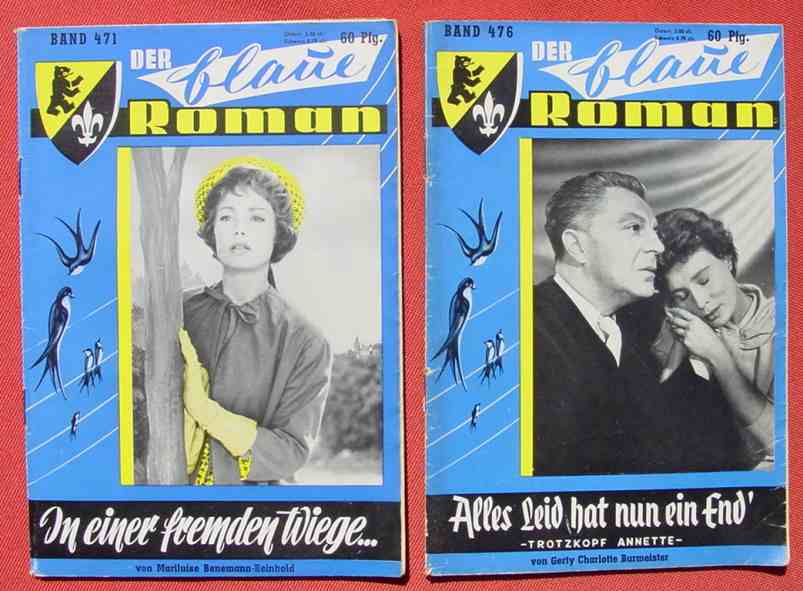 BAND 471
60 Pfg.
DER
blaue
Roman
In einer fremden Wiege...
von Mariluise Benemann-Reinhold
BAND 476
60 Pfg.
DER
blaue
Roman
Alles Leid hat nun ein End'
-TROTZKOPF ANNETTE-
von Gerty Charlotte Burmeister